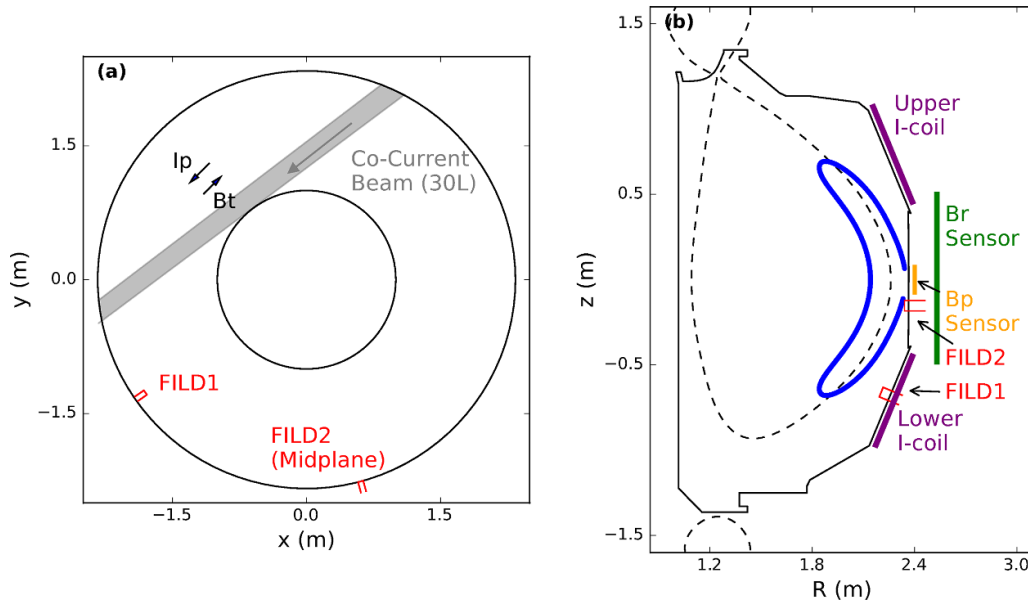 (a)
Ip
Bt
Co-Current
Beam (30L)
FILD1
FILD2
(Midplane)
y (m)
1.5
0.0
−1.5
−1.5
0.0
1.5
x (m)
(b)
Upper
I-coil
Br
Sensor
Bp
Sensor
FILD2
FILD1
Lower
I-coil
z (m)
1.5
0.5
−0.5
−1.5
1.2
1.8
2.4
3.0
R (m)